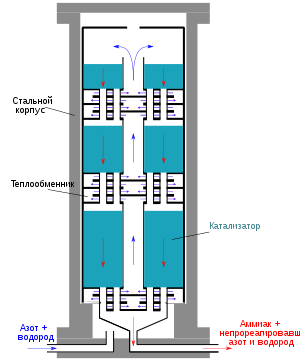 Стальной
корпус
Теплообменник
Катализатор
Азот +
водород
Аммиак +
непрореагировавш
азот и водород